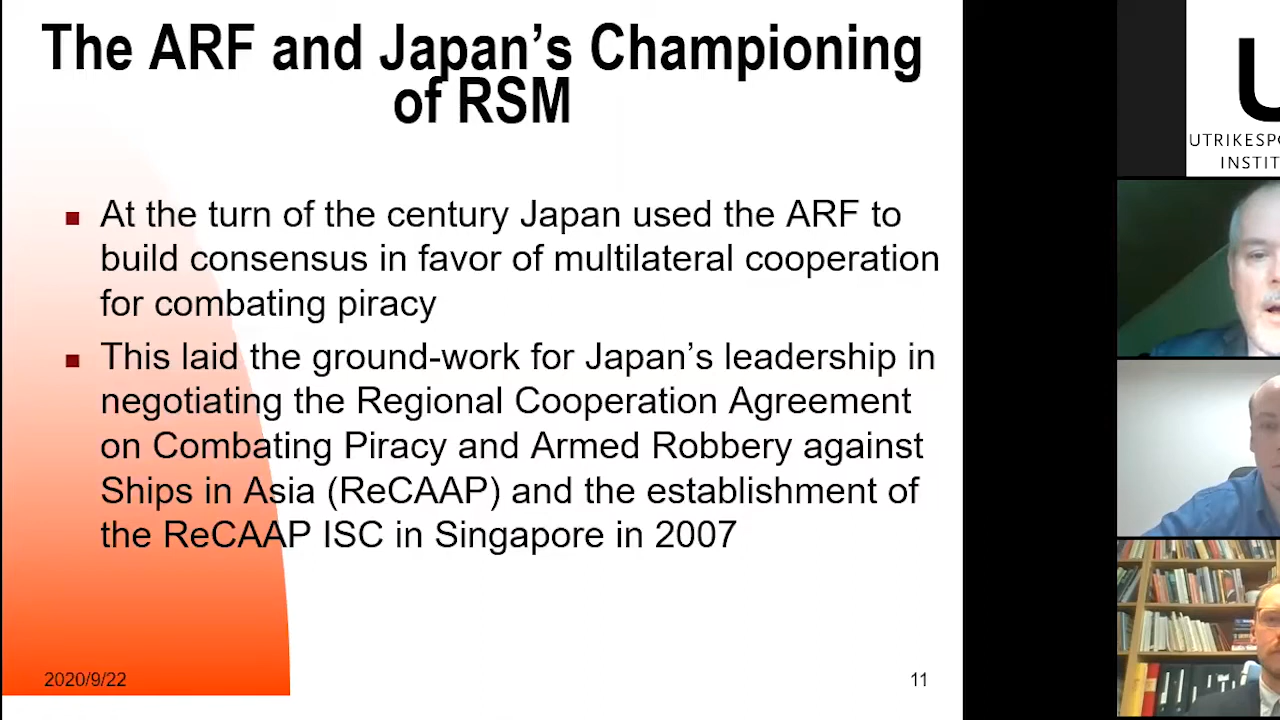 The ARF and Japan's Championing
of RSM
■ At the turn of the century Japan used the ARF to
build consensus in favor of multilateral cooperation
for combating piracy
■ This laid the ground-work for Japan's leadership in
negotiating the Regional Cooperation Agreement
on Combating Piracy and Armed Robbery against
Ships in Asia (ReCAAP) and the establishment of
the ReCAAP ISC in Singapore in 2007
2020/9/22
11
U
UTRIKESPO
INSTIT